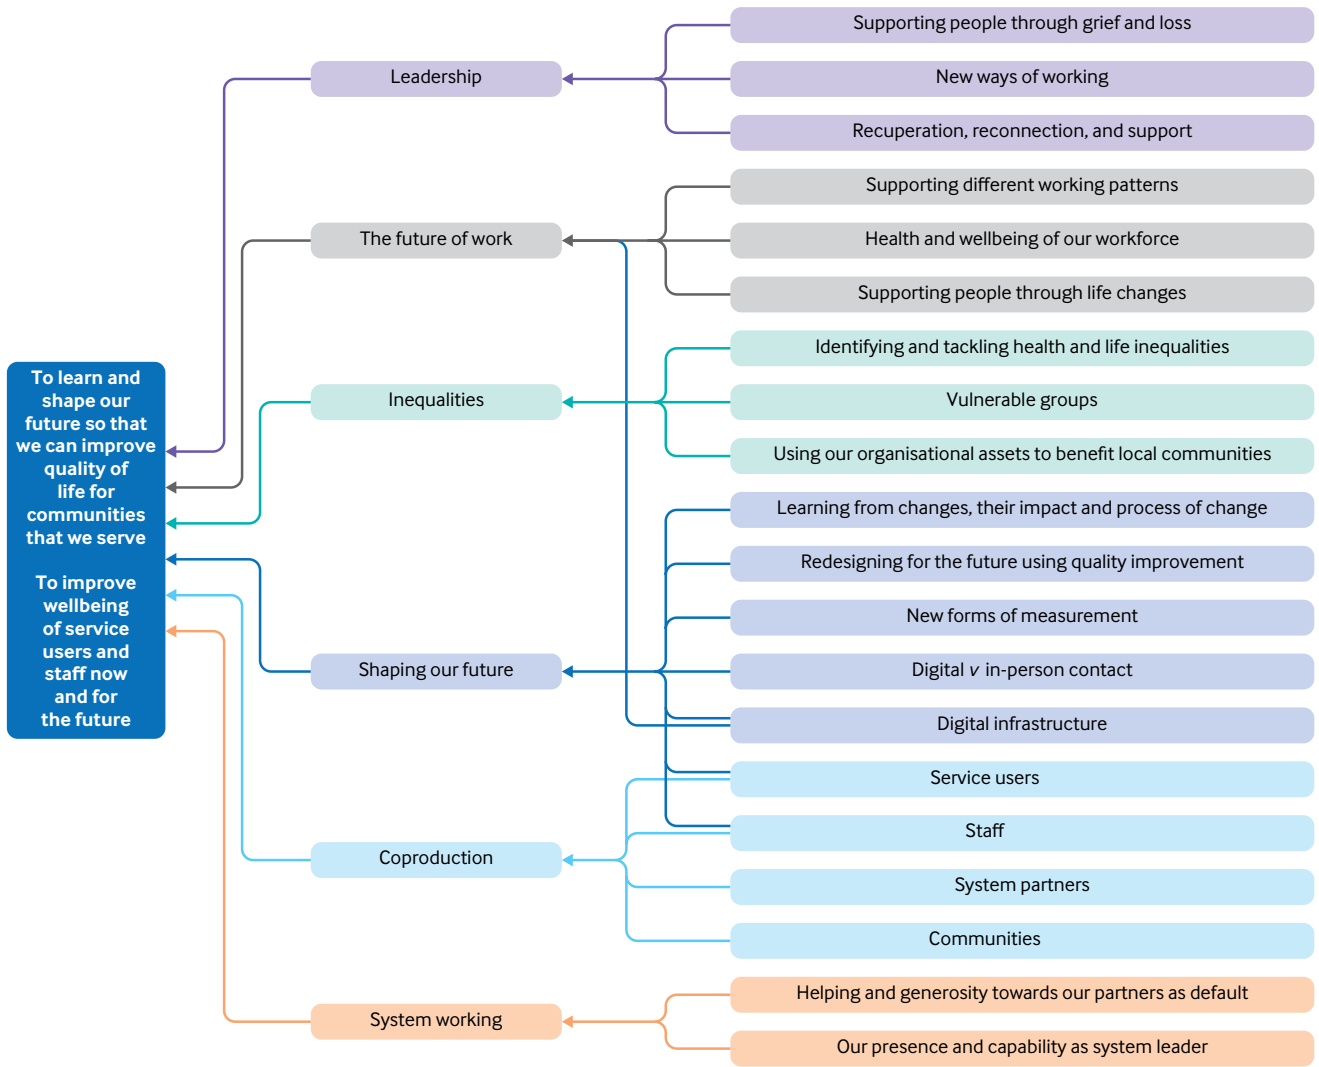 To learn and
shape our
future so that
we can improve
quality of
life for
communities
that we serve
To improve
wellbeing
of service
users and
staff now
and for
the future
Leadership
The future of work
Inequalities
Shaping our future
Coproduction
System working
Supporting people through grief and loss
New ways of working
Recuperation, reconnection, and support
Supporting different working patterns
Health and wellbeing of our workforce
Supporting people through life changes
Identifying and tackling health and life inequalities
Vulnerable groups
Using our organisational assets to benefit local communities
Learning from changes, their impact and process of change
Redesigning for the future using quality improvement
New forms of measurement
Digital v in-person contact
Digital infrastructure
Service users
Staff
System partners
Communities
Helping and generosity towards our partners as default
Our presence and capability as system leader